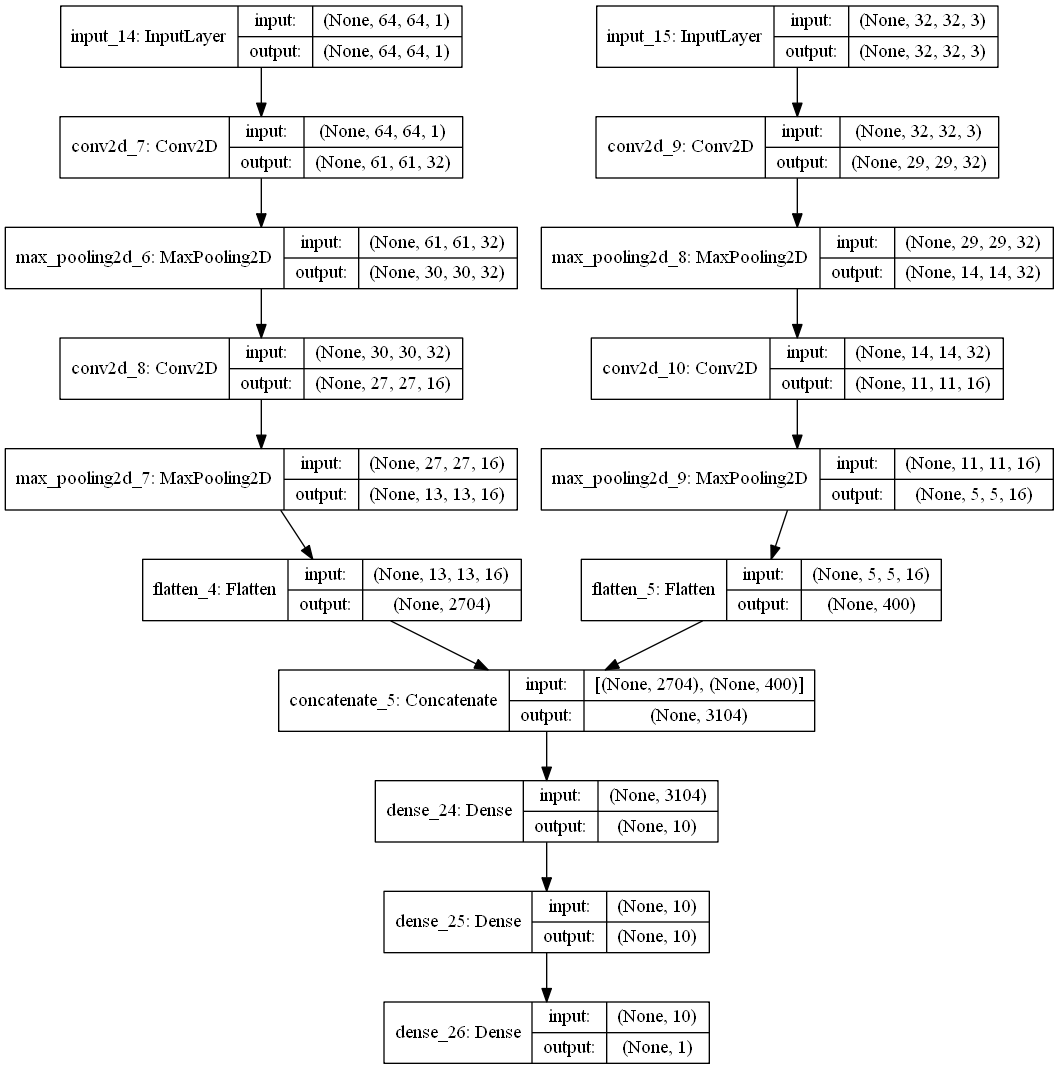 input_14: InputLayer
input: (None, 64, 64, 1)
output: (None, 64, 64, 1)
input_15: InputLayer
input: (None, 32, 32, 3)
output: (None, 32, 32, 3)
conv2d_7: Conv2D
input: (None, 64, 64, 1)
output: (None, 61, 61, 32)
conv2d_9: Conv2D
input: (None, 32, 32, 3)
output: (None, 29, 29, 32)
max_pooling2d_6: MaxPooling2D
input: (None, 61, 61, 32)
output: (None, 30, 30, 32)
max_pooling2d_8: MaxPooling2D
input: (None, 29, 29, 32)
output: (None, 14, 14, 32)
conv2d_8: Conv2D
input: (None, 30, 30, 32)
output: (None, 27, 27, 16)
conv2d_10: Conv2D
input: (None, 14, 14, 32)
output: (None, 11, 11, 16)
max_pooling2d_7: MaxPooling2D
input: (None, 27, 27, 16)
output: (None, 13, 13, 16)
max_pooling2d_9: MaxPooling2D
input: (None, 11, 11, 16)
output: (None, 5, 5, 16)
flatten_4: Flatten
input: (None, 13, 13, 16)
output: (None, 2704)
flatten_5: Flatten
input: (None, 5, 5, 16)
output: (None, 400)
concatenate_5: Concatenate
input: [(None, 2704), (None, 400)]
output: (None, 3104)
dense_24: Dense
input: (None, 3104)
output: (None, 10)
dense_25: Dense
input: (None, 10)
output: (None, 10)
dense_26: Dense
input: (None, 10)
output: (None, 1)